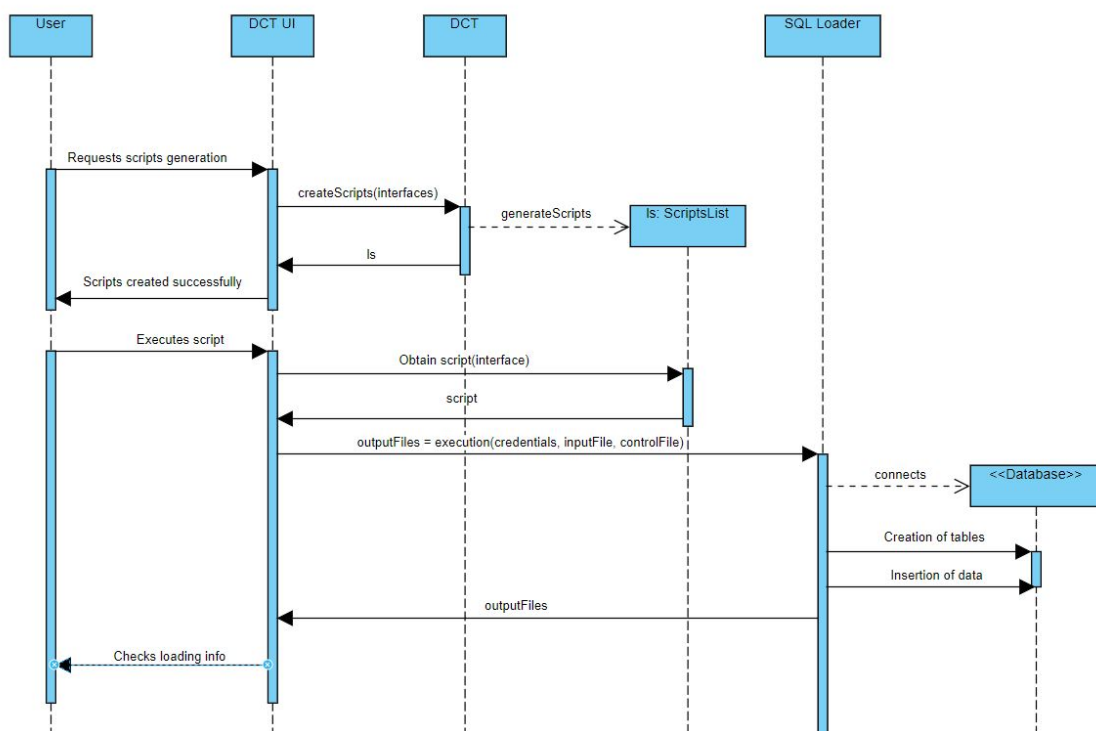 User
DCT UI
DCT
SQL Loader
Requests scripts generation
createScripts(interfaces)
generateScripts
ls: ScriptsList
ls
Scripts created successfully
Executes script
Obtain script(interface)
script
outputFiles = execution(credentials, inputFile, controlFile)
connects
<<Database>>
Creation of tables
Insertion of data
outputFiles
Checks loading info